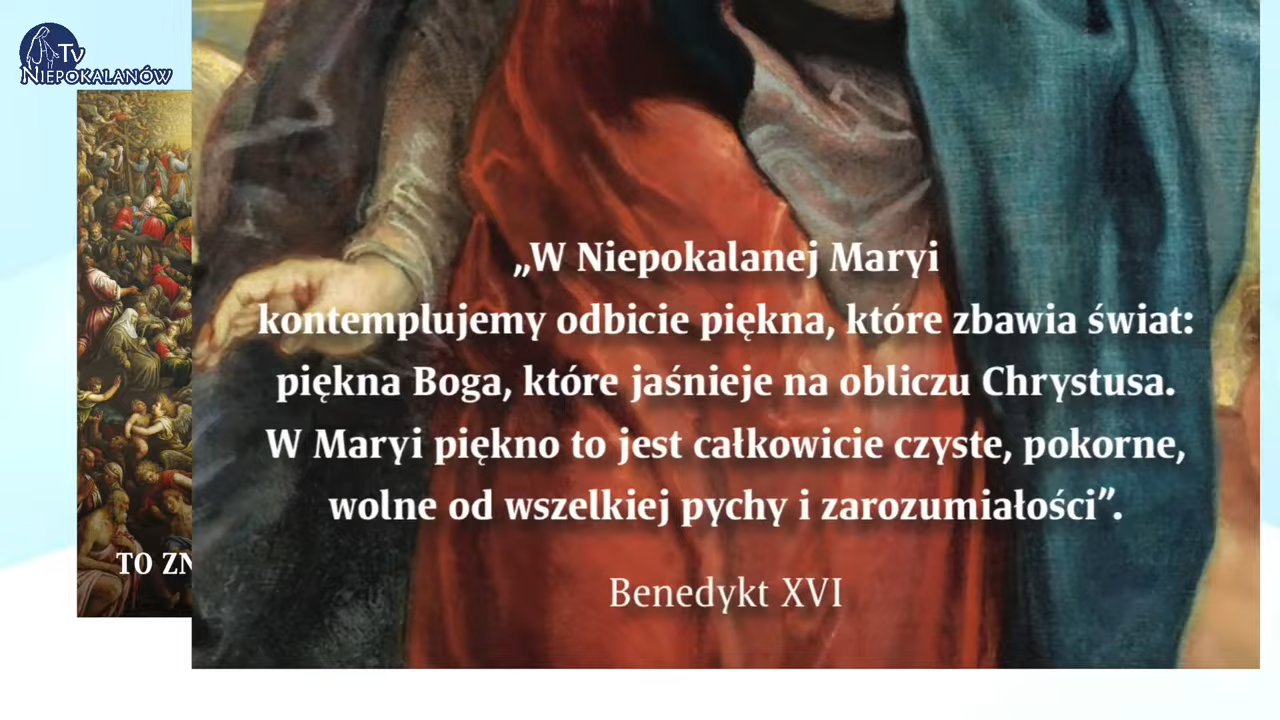 Tv
NIEPOKALANÓW
„W Niepokalanej Maryi
kontemplujemy odbicie piękna, które zbawia świat:
piękna Boga, które jaśnieje na obliczu Chrystusa.
W Maryi piękno to jest całkowicie czyste, pokorne,
wolne od wszelkiej pychy i zarozumiałości”.
Benedykt XVI
TO ZN